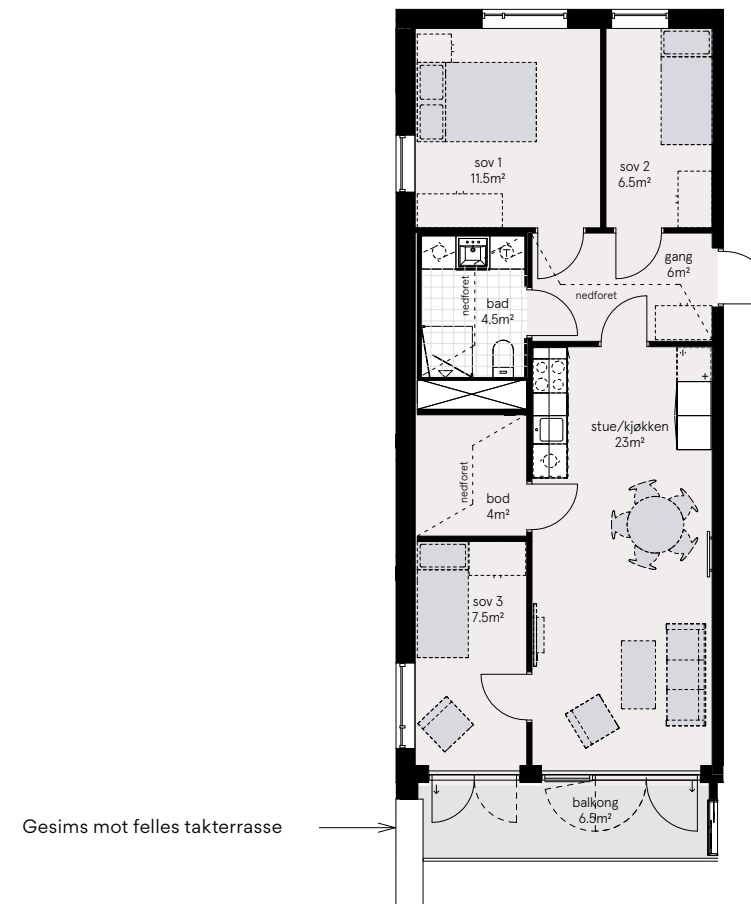 sov 1
11.5m²
sov 2
6.5m²
gang
6m²
nedforet
nedforet
bad
4.5m²
T
stue/kjøkken
23m²
nedforet
bod
4m²
sov 3
7.5m²
balkong
6.5m²
Gesims mot felles takterrasse